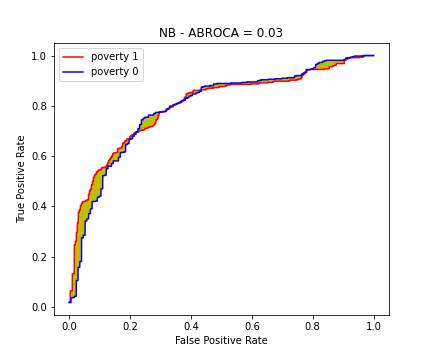 NB - ABROCA = 0.03
poverty 1
poverty 0
True Positive Rate
1.0
0.8
0.6
0.4
0.2
0.0
0.0 0.2 0.4 0.6 0.8 1.0
False Positive Rate